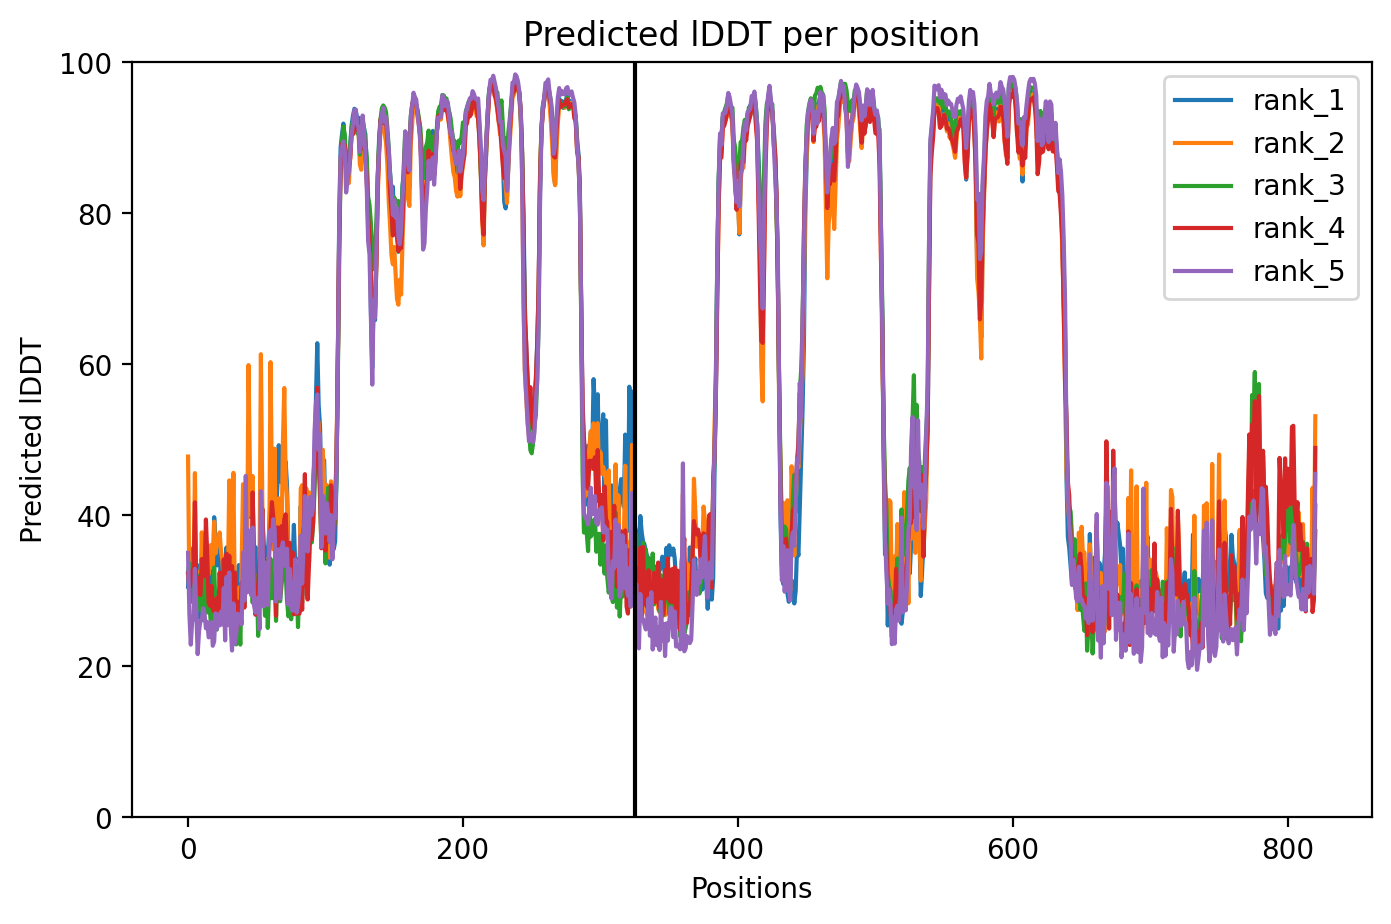 Predicted lDDT per position
100
80
60
40
20
0
Predicted lDDT
rank_1
rank_2
rank_3
rank_4
rank_5
0
200
400
600
800
Positions